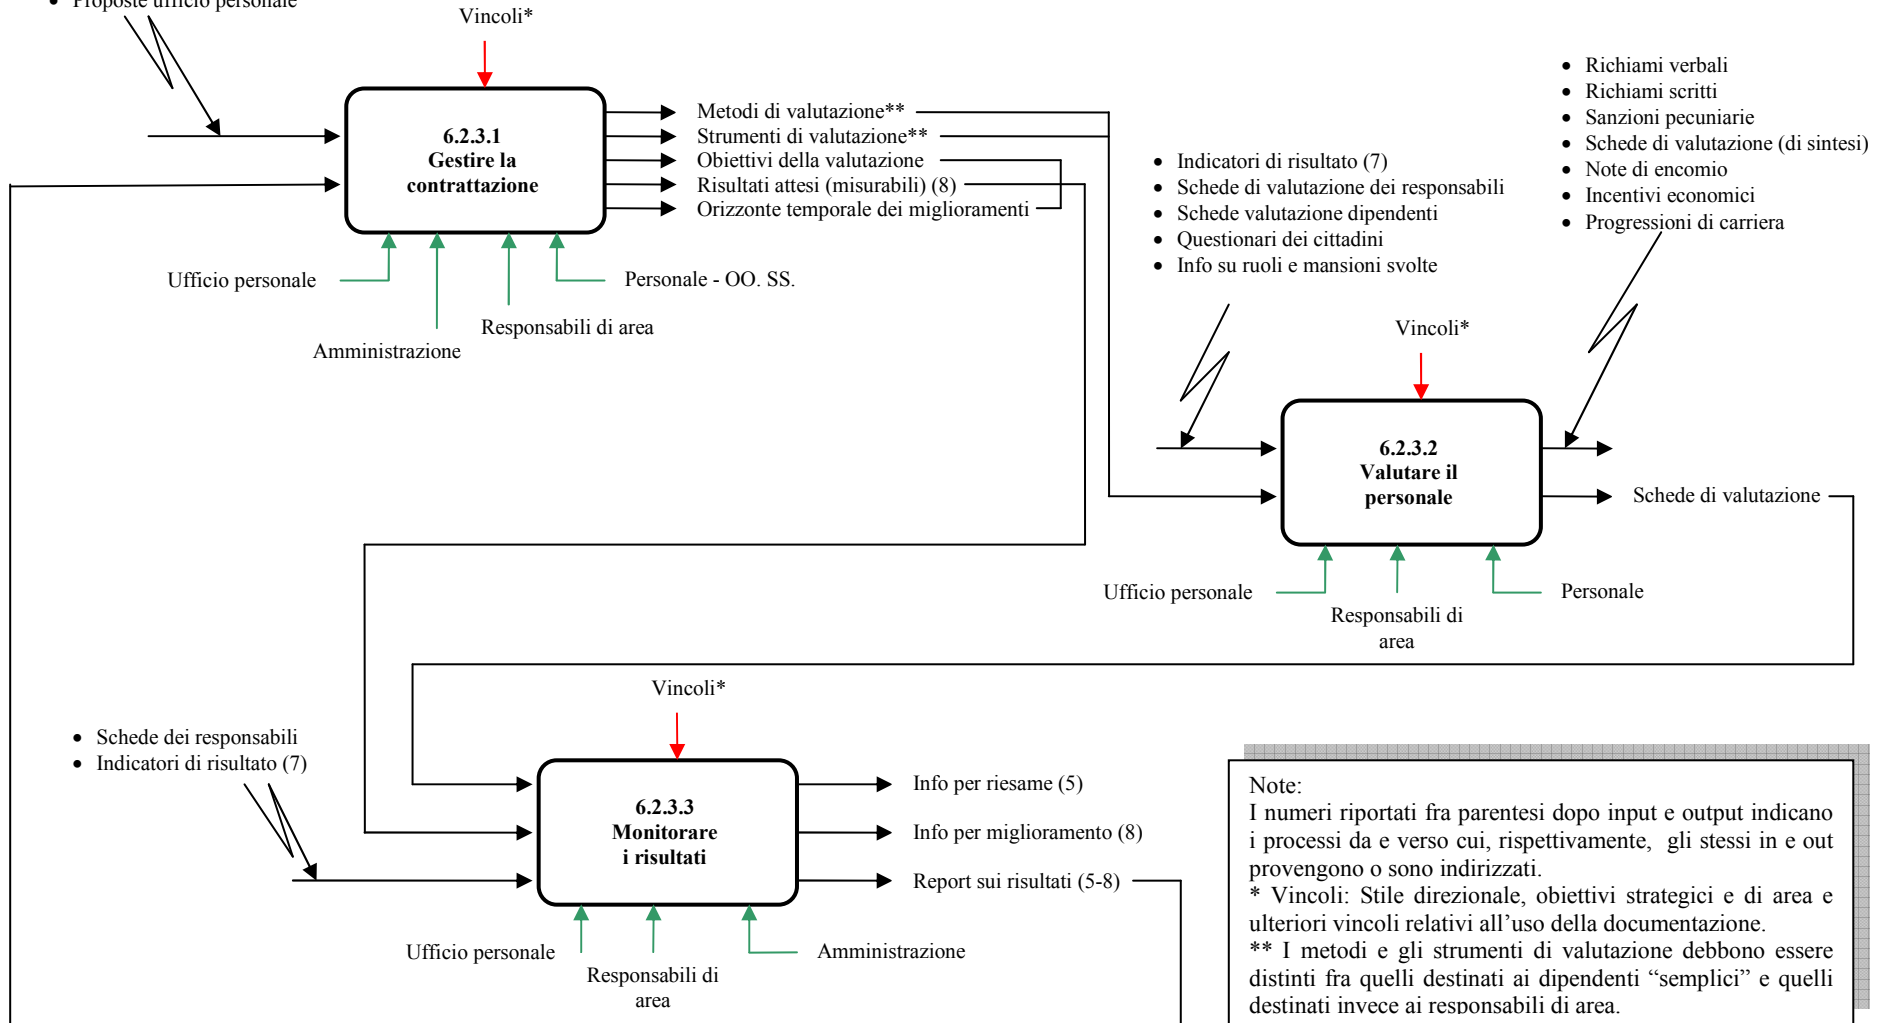 • Proposte ufficio personale
Vincoli*
6.2.3.1
Gestire la
contrattazione
Metodi di valutazione**
Strumenti di valutazione**
Obiettivi della valutazione
Risultati attesi (misurabili) (8)
Orizzonte temporale dei miglioramenti
Ufficio personale
Amministrazione
Responsabili di area
Personale - OO. SS.
• Indicatori di risultato (7)
• Schede di valutazione dei responsabili
• Schede valutazione dipendenti
• Questionari dei cittadini
• Info su ruoli e mansioni svolte
• Richiami verbali
• Richiami scritti
• Sanzioni pecuniarie
• Schede di valutazione (di sintesi)
• Note di encomio
• Incentivi economici
• Progressioni di carriera
Vincoli*
6.2.3.2
Valutare il
personale
Schede di valutazione
Ufficio personale
Responsabili di
area
Personale
• Schede dei responsabili
• Indicatori di risultato (7)
Vincoli*
6.2.3.3
Monitorare
i risultati
Info per riesame (5)
Info per miglioramento (8)
Report sui risultati (5-8)
Ufficio personale
Responsabili di
area
Amministrazione
Note:
I numeri riportati fra parentesi dopo input e output indicano
i processi da e verso cui, rispettivamente, gli stessi in e out
provengono o sono indirizzati.
* Vincoli: Stile direzionale, obiettivi strategici e di area e
ulteriori vincoli relativi all’uso della documentazione.
** I metodi e gli strumenti di valutazione debbono essere
distinti fra quelli destinati ai dipendenti “semplici” e quelli
destinati invece ai responsabili di area.